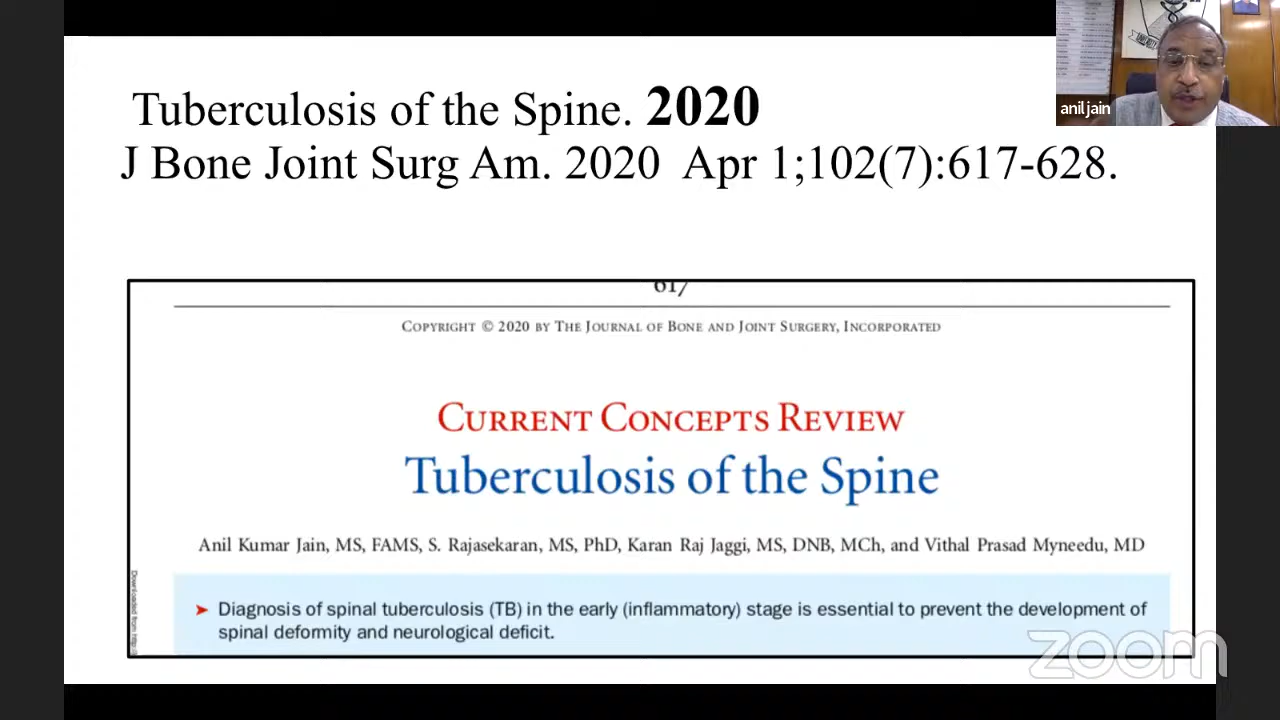 Tuberculosis of the Spine. 2020
J Bone Joint Surg Am. 2020 Apr 1;102(7):617-628.
anil jain
617
COPYRIGHT © 2020 BY THE JOURNAL OF BONE AND JOINT SURGERY, INCORPORATED
CURRENT CONCEPTS REVIEW
Tuberculosis of the Spine
Anil Kumar Jain, MS, FAMS, S. Rajasekaran, MS, PhD, Karan Raj Jaggi, MS, DNB, MCh, and Vithal Prasad Myneedu, MD
➤ Diagnosis of spinal tuberculosis (TB) in the early (inflammatory) stage is essential to prevent the development of
spinal deformity and neurological deficit.
Downloaded from http://
zoom